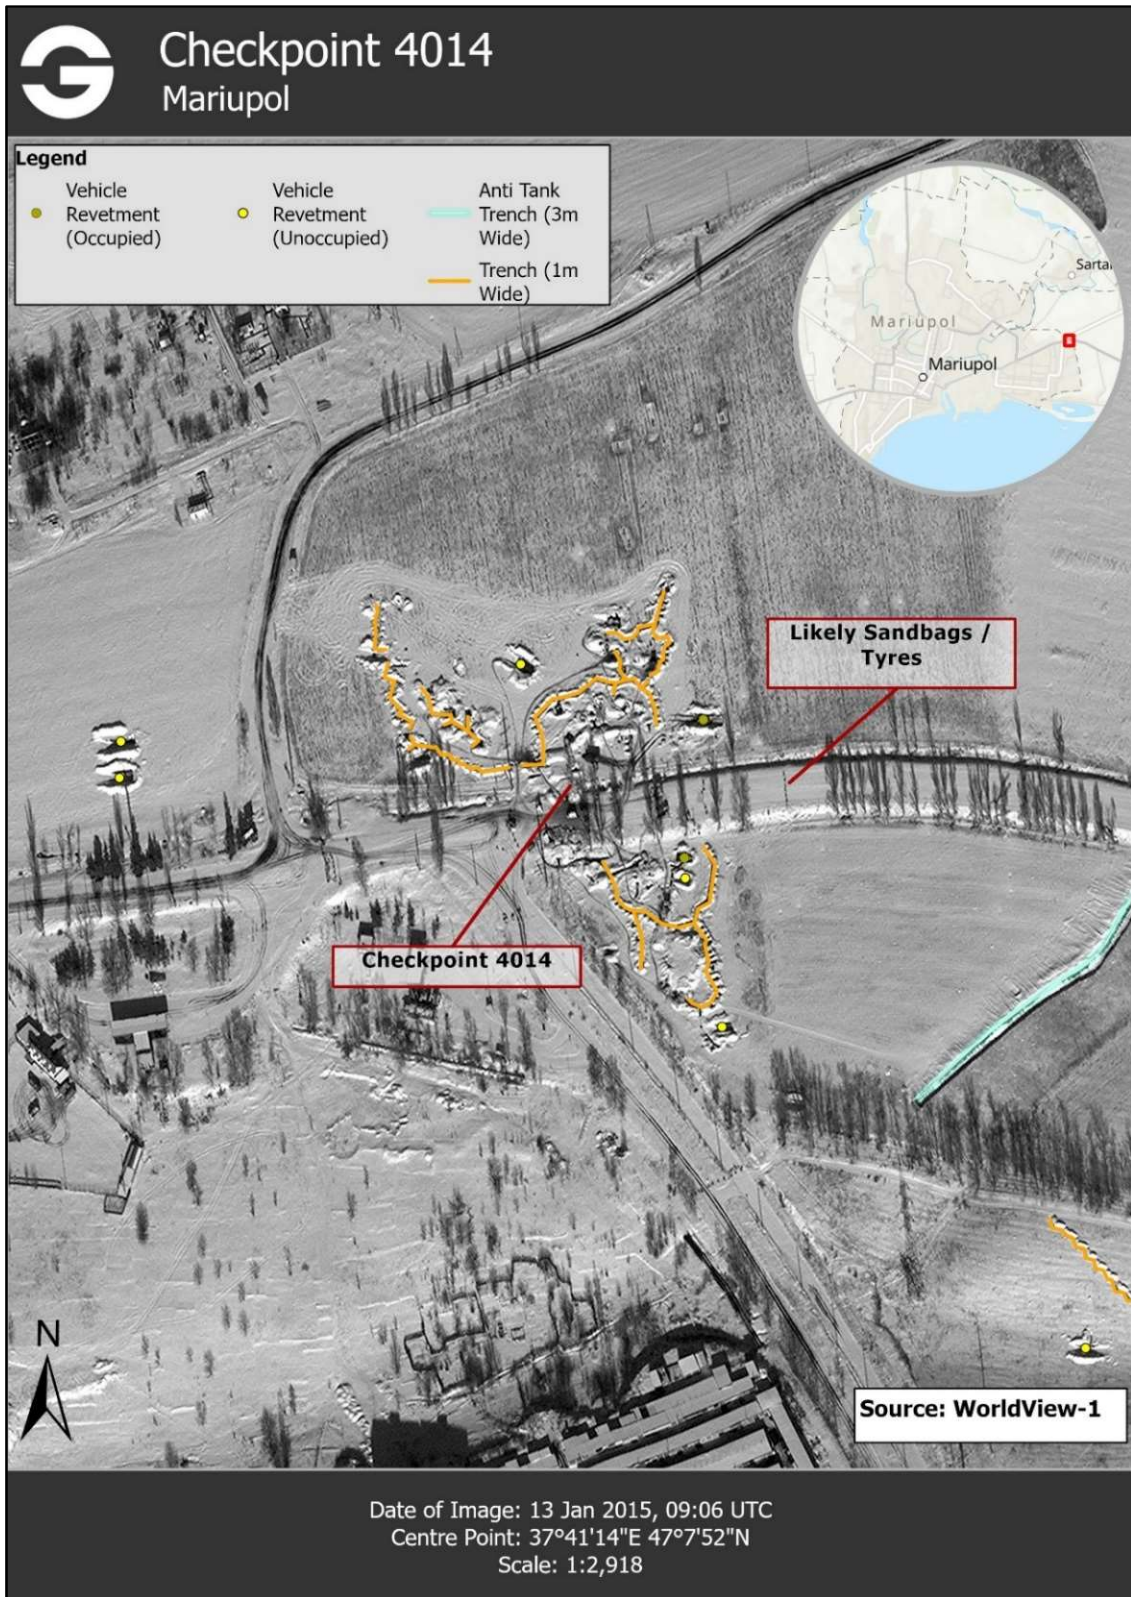 Checkpoint 4014
Mariupol
Legend
Vehicle
Revetment
(Occupied)
Vehicle
Revetment
(Unoccupied)
Anti Tank
Trench (3m
Wide)
Trench (1m
Wide)
Sarta
Mariupol
Mariupol
Likely Sandbags /
Tyres
Checkpoint 4014
N
Source: WorldView-1
Date of Image: 13 Jan 2015, 09:06 UTC
Centre Point: 37°41'14"E 47°7'52"N
Scale: 1:2,918